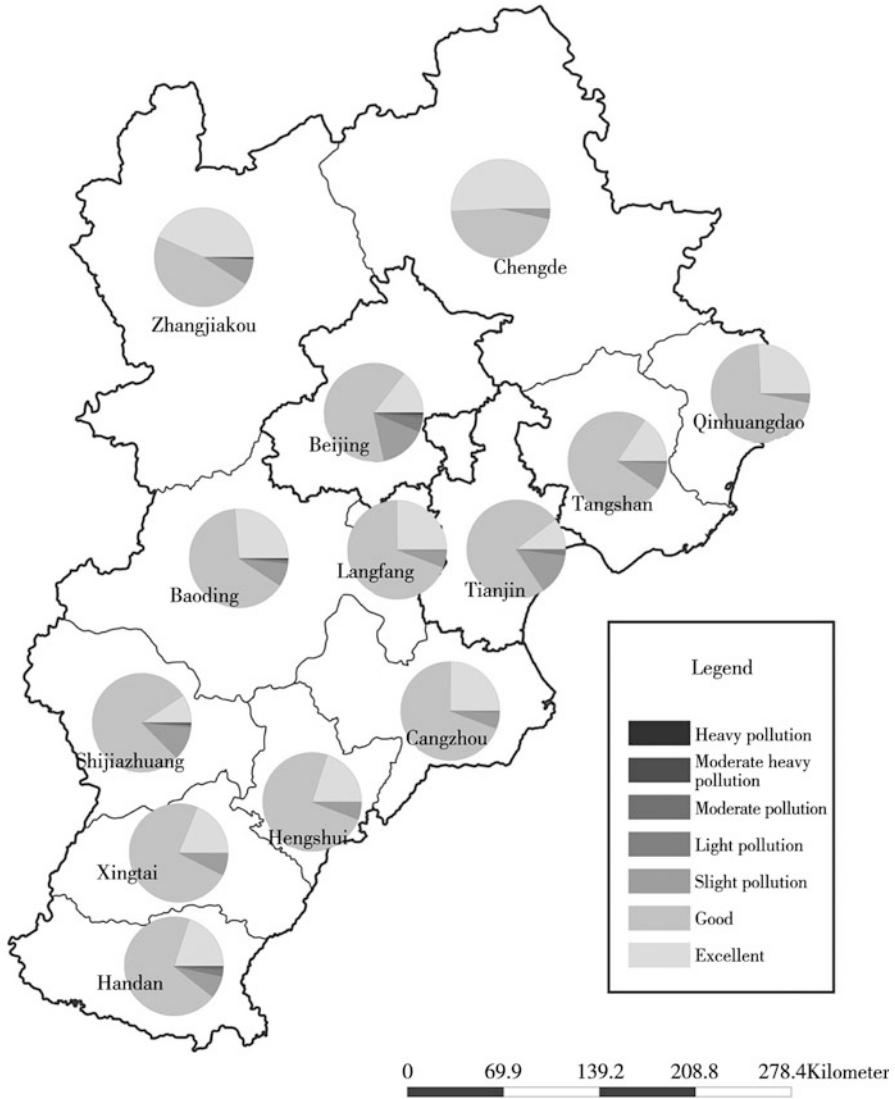 Chengde
Zhangjiakou
Qinhuangdao
Beijing
Tangshan
Langfang
Tianjin
Baoding
Legend
Cangzhou
Shijiazhuang
Heavy pollution
Moderate heavy
pollution
Moderate pollution
Hengshui
Light pollution
Xingtai
Slight pollution
Good
Excellent
Handan
0 69.9 139.2 208.8 278.4Kilometer